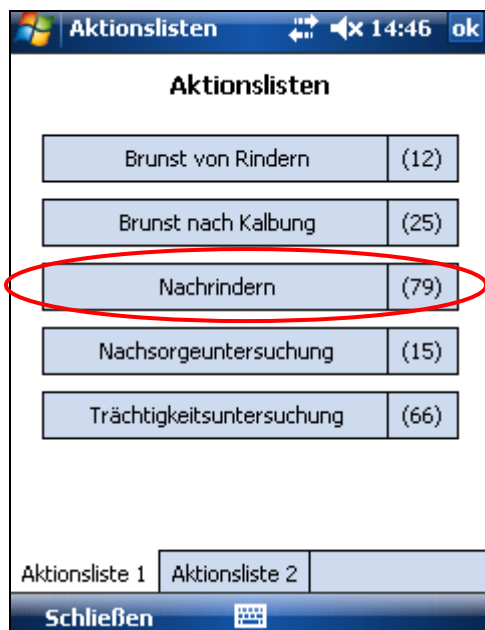 Aktionslisten 14:46 ok
Aktionslisten
Brunst von Rindern (12)
Brunst nach Kalbung (25)
Nachrindern (79)
Nachsorgeuntersuchung (15)
Trächtigkeitsuntersuchung (66)
Aktionsliste 1 Aktionsliste 2
Schließen